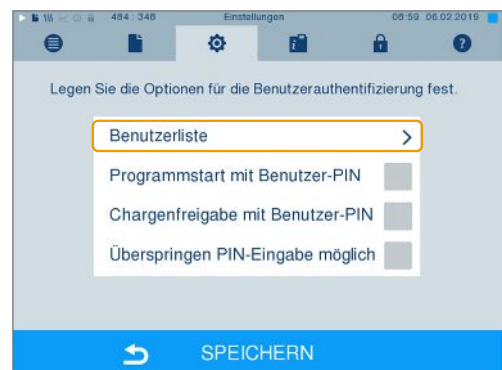 484 : 348 Einstellungen 08:59 06.02.2019
Legen Sie die Optionen für die Benutzerauthentifizierung fest.
Benutzerliste
Programmstart mit Benutzer-PIN
Chargenfreigabe mit Benutzer-PIN
Überspringen PIN-Eingabe möglich
SPEICHERN